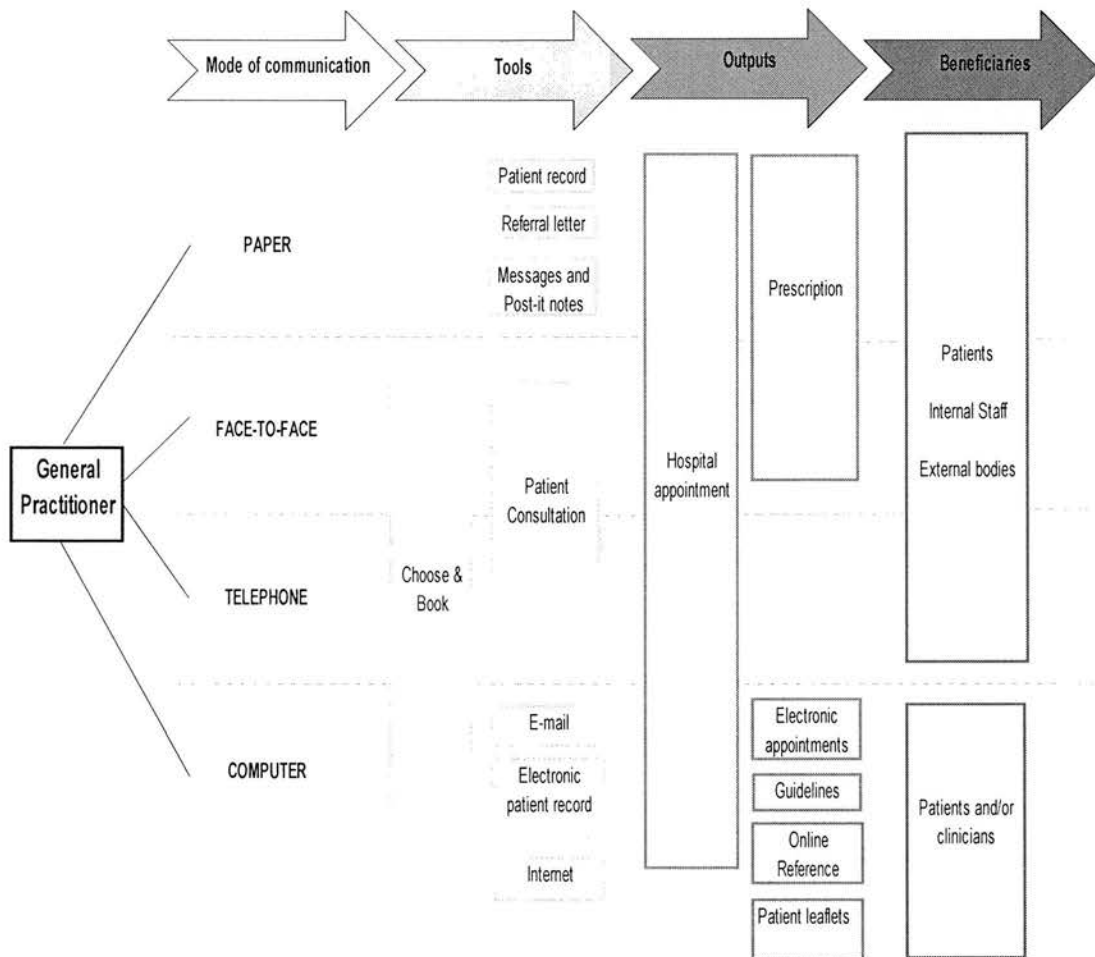 Mode of communication
Tools
Outputs
Beneficiaries
General
Practitioner
PAPER
FACE-TO-FACE
TELEPHONE
COMPUTER
Choose &
Book
Patient record
Referral letter
Messages and
Post-it notes
Patient
Consultation
E-mail
Electronic
patient record
Internet
Hospital
appointment
Prescription
Electronic
appointments
Guidelines
Online
Reference
Patient leaflets
Patients
Internal Staff
External bodies
Patients and/or
clinicians